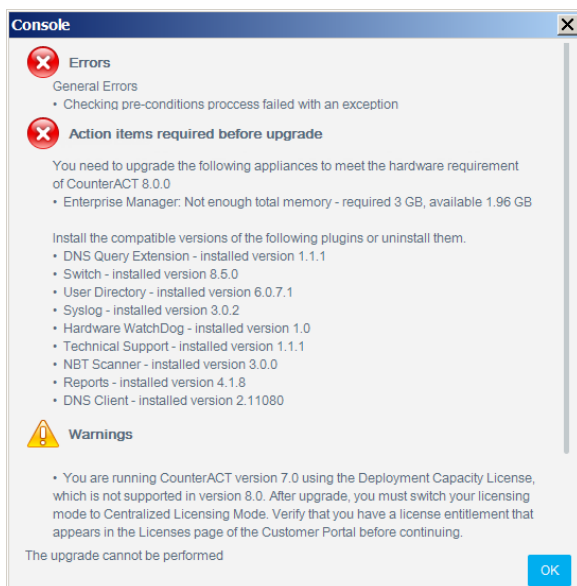 Console
Errors
General Errors
• Checking pre-conditions proccess failed with an exception
Action items required before upgrade
You need to upgrade the following appliances to meet the hardware requirement
of CounterACT 8.0.0
• Enterprise Manager: Not enough total memory - required 3 GB, available 1.96 GB
Install the compatible versions of the following plugins or uninstall them.
• DNS Query Extension - installed version 1.1.1
• Switch - installed version 8.5.0
• User Directory - installed version 6.0.7.1
• Syslog - installed version 3.0.2
• Hardware WatchDog - installed version 1.0
• Technical Support - installed version 1.1.1
• NBT Scanner - installed version 3.0.0
• Reports - installed version 4.1.8
• DNS Client - installed version 2.11080
Warnings
• You are running CounterACT version 7.0 using the Deployment Capacity License,
which is not supported in version 8.0. After upgrade, you must switch your licensing
mode to Centralized Licensing Mode. Verify that you have a license entitlement that
appears in the Licenses page of the Customer Portal before continuing.
The upgrade cannot be performed
OK